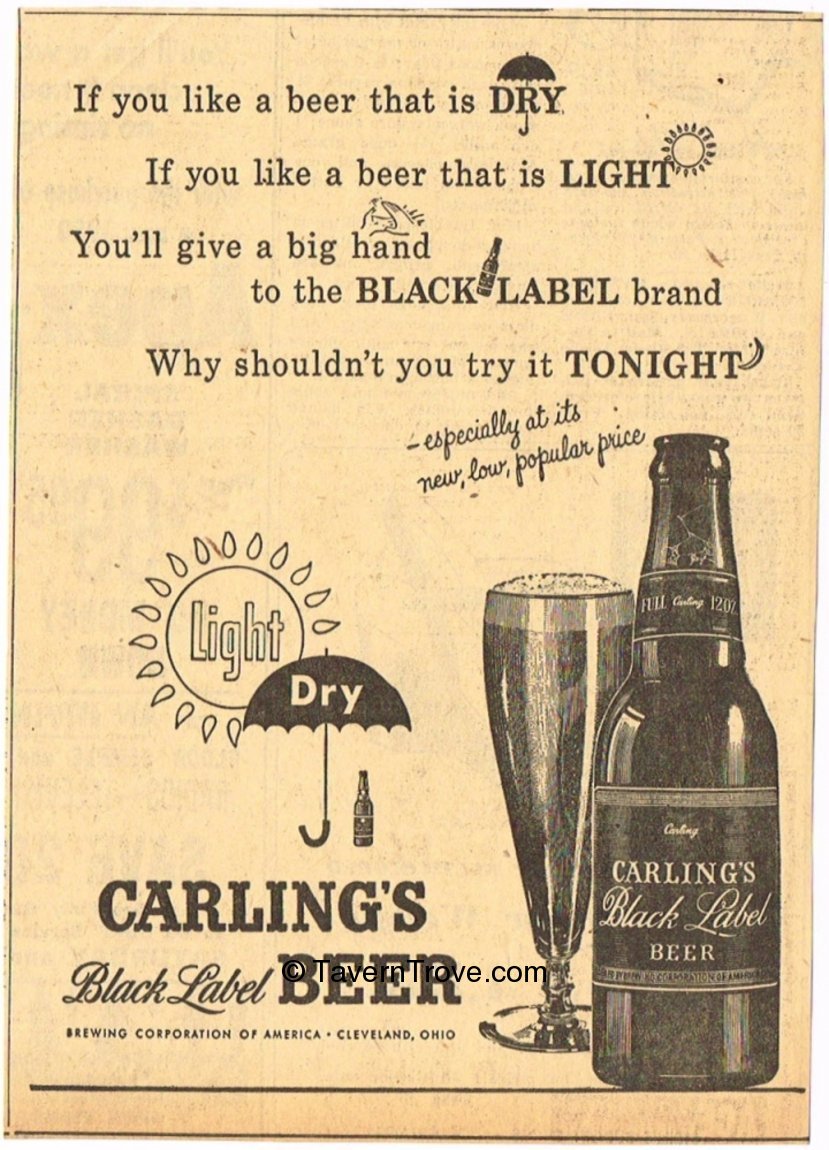 If you like a beer that is DRY
If you like a beer that is LIGHT
You'll give a big hand
to the BLACK LABEL brand
Why shouldn't you try it TONIGHT
— especially at its
new, low, popular price
Light
Dry
FULL Carling 12 OZ.
Carling
CARLING'S
Black Label
BEER
CARLING'S
Black Label BEER
© TavernTrove.com
BREWING CORPORATION OF AMERICA • CLEVELAND, OHIO